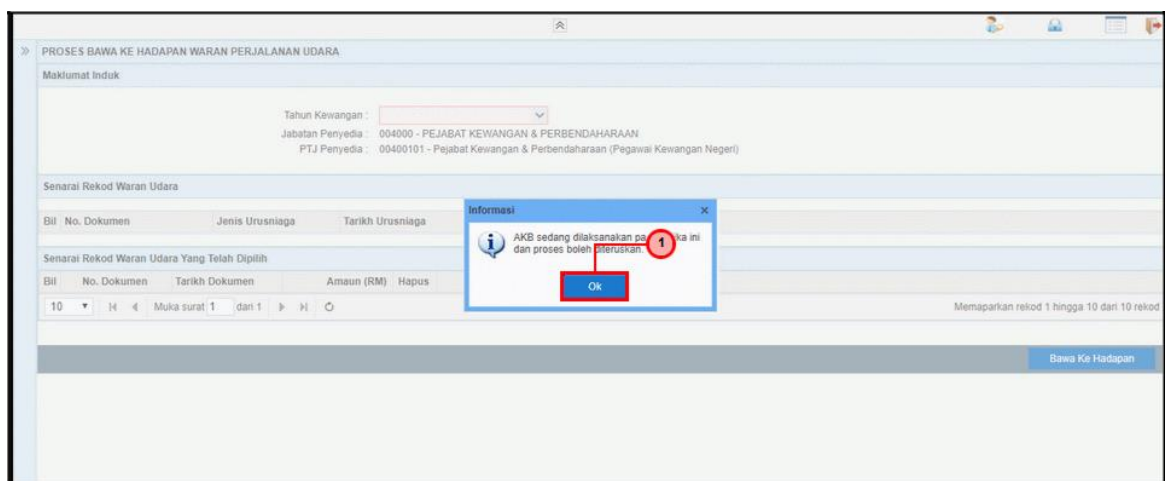 PROSES BAWA KE HADAPAN WARAN PERJALANAN UDARA
Maklumat Induk
Tahun Kewangan :
Jabatan Penyedia : 004000 - PEJABAT KEWANGAN & PERBENDAHARAAN
PTJ Penyedia : 00400101 - Pejabat Kewangan & Perbendaharaan (Pegawai Kewangan Negeri)
Senarai Rekod Waran Udara
Bil No. Dokumen Jenis Urusniaga Tarikh Urusniaga
Informasi
AKB sedang dilaksanakan ini
dan proses boleh diteruskan.
1
Ok
Senarai Rekod Waran Udara Yang Telah Dipilih
Bil No. Dokumen Tarikh Dokumen Amaun (RM) Hapus
10 Muka surat 1 dari 1
Memaparkan rekod 1 hingga 10 dari 10 rekod
Bawa Ke Hadapan